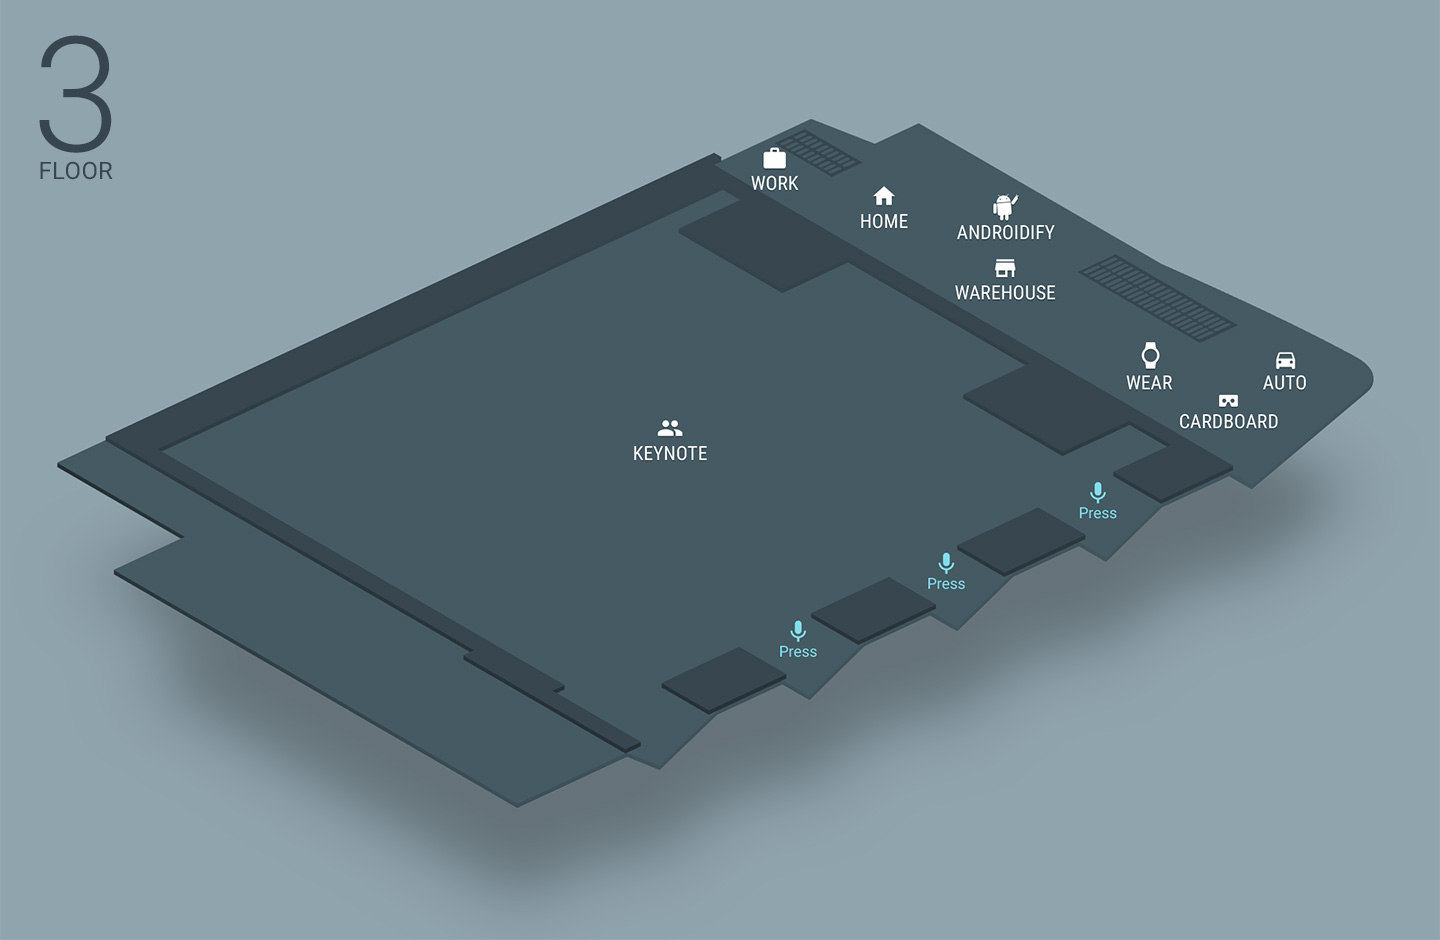 3
FLOOR
WORK
HOME
ANDROIDIFY
WAREHOUSE
WEAR
AUTO
CARDBOARD
KEYNOTE
Press
Press
Press